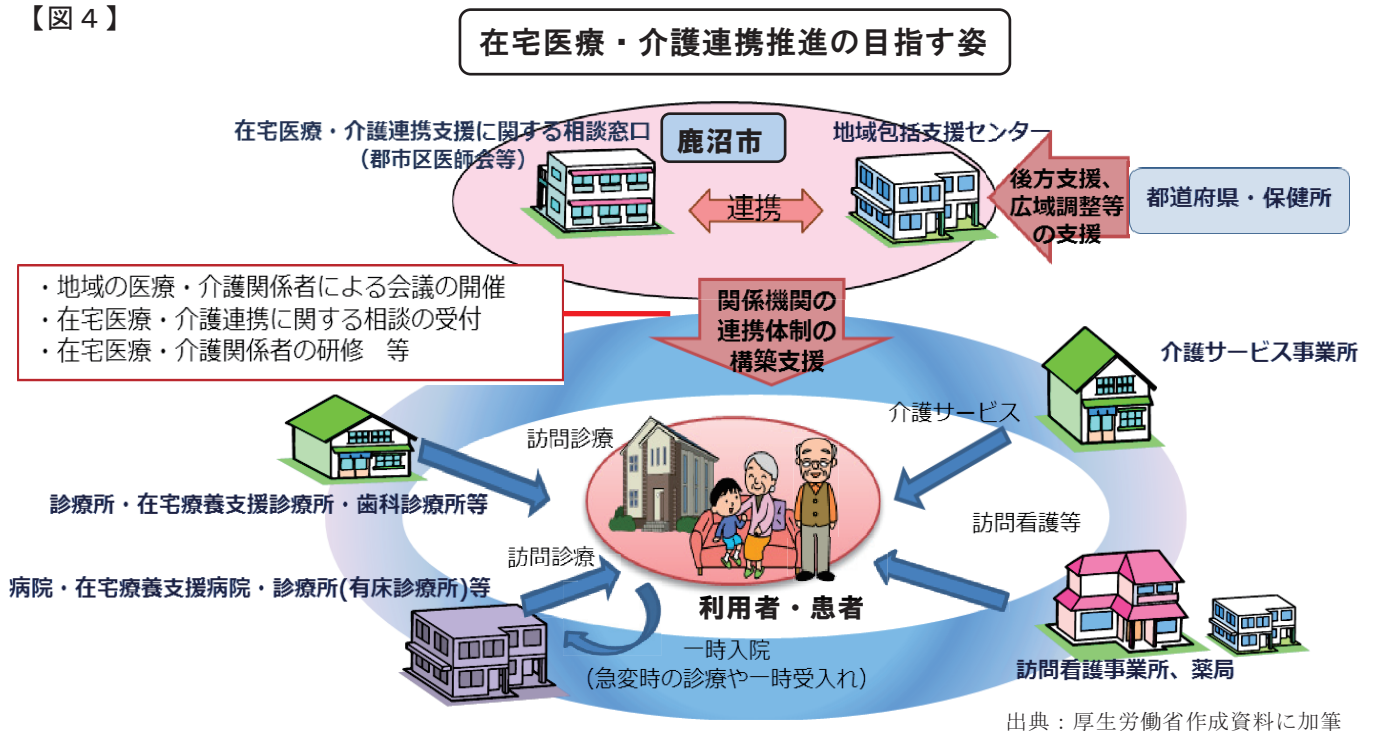 【図４】
在宅医療・介護連携推進の目指す姿
在宅医療・介護連携支援に関する相談窓口
（郡市区医師会等）
鹿沼市
地域包括支援センター
連携
後方支援、
広域調整等
の支援
都道府県・保健所
・地域の医療・介護関係者による会議の開催
・在宅医療・介護連携に関する相談の受付
・在宅医療・介護関係者の研修　等
関係機関の
連携体制の
構築支援
介護サービス事業所
訪問診療
介護サービス
診療所・在宅療養支援診療所・歯科診療所等
訪問看護等
訪問診療
病院・在宅療養支援病院・診療所(有床診療所)等
利用者・患者
一時入院
（急変時の診療や一時受入れ）
訪問看護事業所、薬局
出典：厚生労働省作成資料に加筆